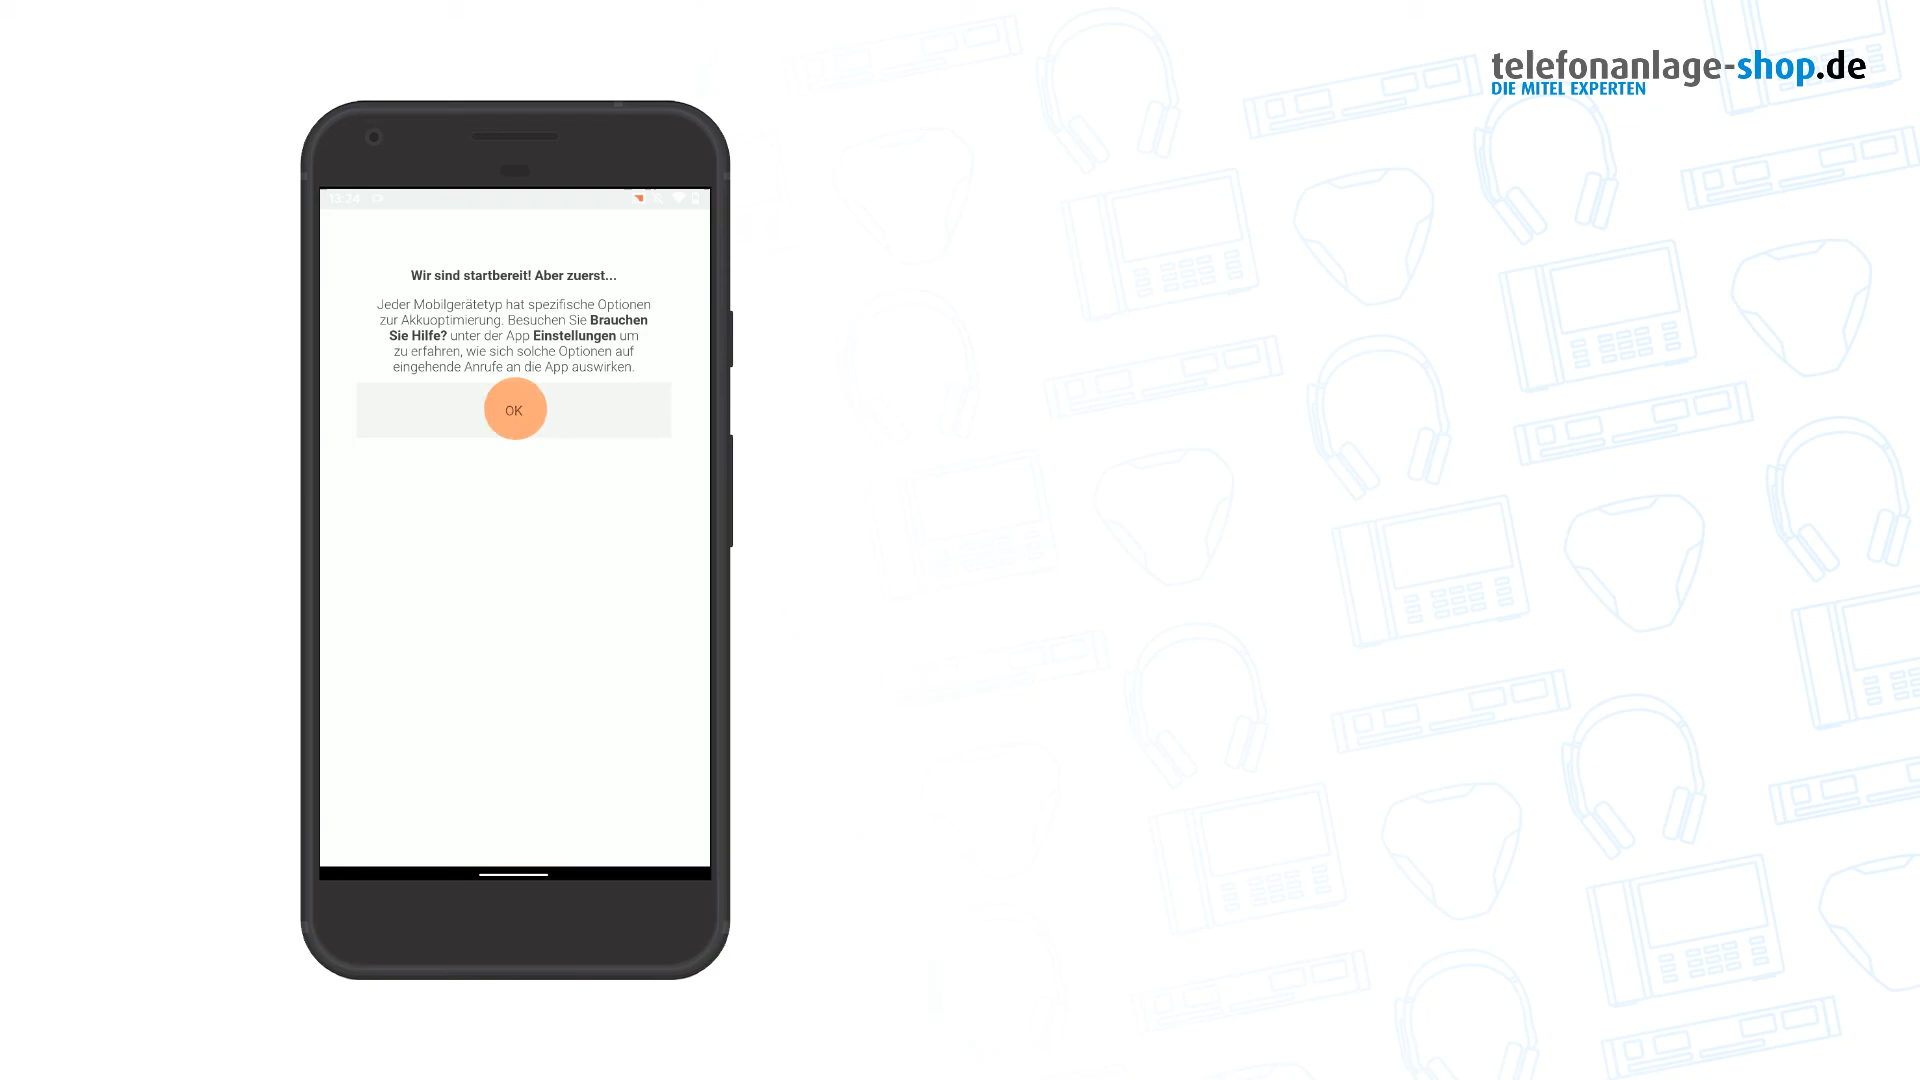 telefonanlage-shop.de
DIE MITEL EXPERTEN
13:24
Wir sind startbereit! Aber zuerst...
Jeder Mobilgerätetyp hat spezifische Optionen
zur Akkuoptimierung. Besuchen Sie Brauchen
Sie Hilfe? unter der App Einstellungen um
zu erfahren, wie sich solche Optionen auf
eingehende Anrufe an die App auswirken.
OK